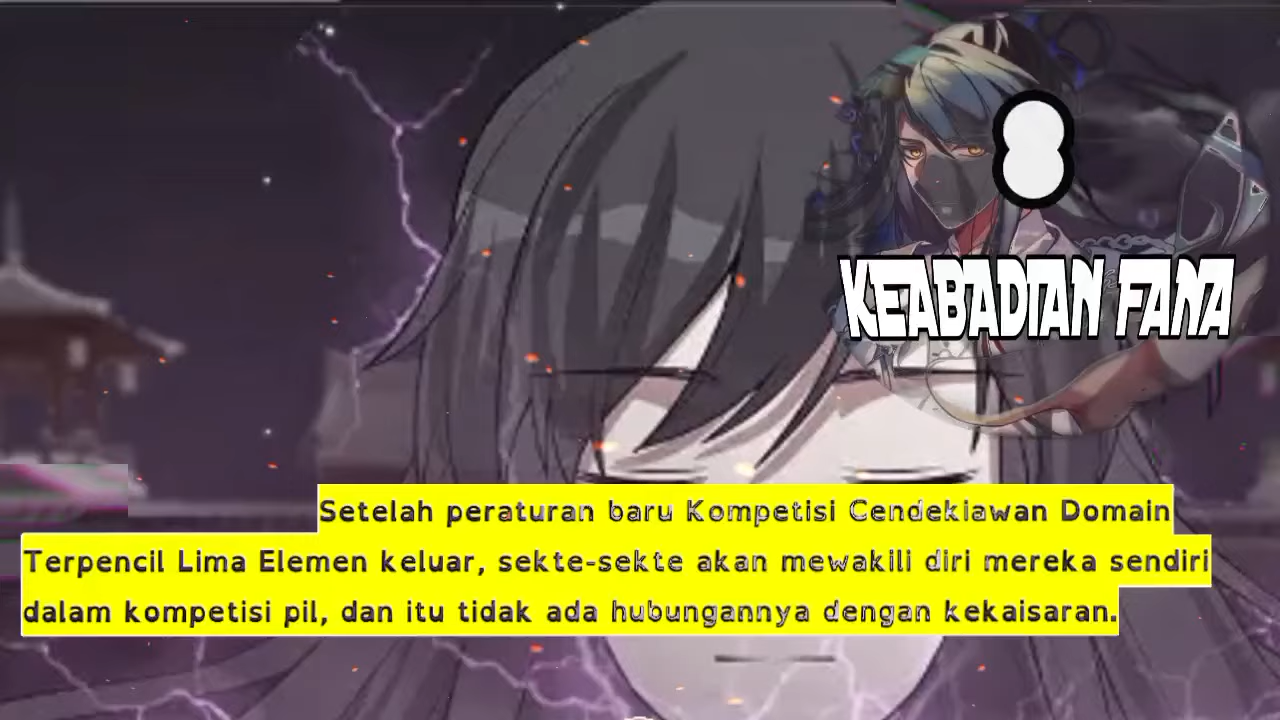 8
KEABADIAN FANA
Setelah peraturan baru Kompetisi Cendekiawan Domain
Terpencil Lima Elemen keluar, sekte-sekte akan mewakili diri mereka sendiri
dalam kompetisi pil, dan itu tidak ada hubungannya dengan kekaisaran.